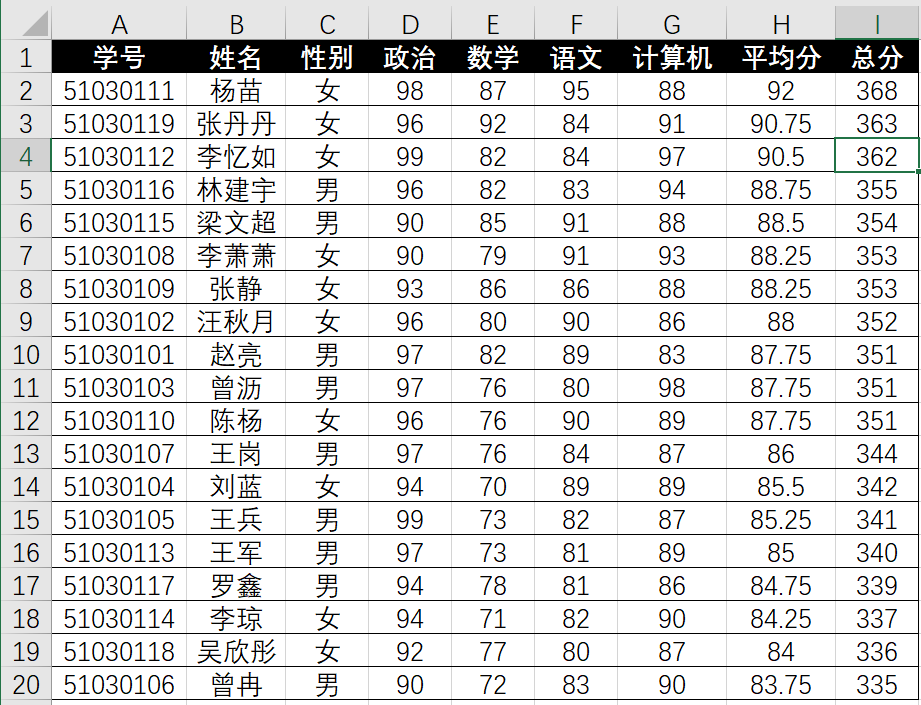 A B C D E F G H I
1 学号 姓名 性别 政治 数学 语文 计算机 平均分 总分
2 51030111 杨苗 女 98 87 95 88 92 368
3 51030119 张丹丹 女 96 92 84 91 90.75 363
4 51030112 李忆如 女 99 82 84 97 90.5 362
5 51030116 林建宇 男 96 82 83 94 88.75 355
6 51030115 梁文超 男 90 85 91 88 88.5 354
7 51030108 李萧萧 女 90 79 91 93 88.25 353
8 51030109 张静 女 93 86 86 88 88.25 353
9 51030102 汪秋月 女 96 80 90 86 88 352
10 51030101 赵亮 男 97 82 89 83 87.75 351
11 51030103 曾沥 男 97 76 80 98 87.75 351
12 51030110 陈杨 女 96 76 90 89 87.75 351
13 51030107 王岗 男 97 76 84 87 86 344
14 51030104 刘蓝 女 94 70 89 89 85.5 342
15 51030105 王兵 男 99 73 82 87 85.25 341
16 51030113 王军 男 97 73 81 89 85 340
17 51030117 罗鑫 男 94 78 81 86 84.75 339
18 51030114 李琼 女 94 71 82 90 84.25 337
19 51030118 吴欣彤 女 92 77 80 87 84 336
20 51030106 曾冉 男 90 72 83 90 83.75 335